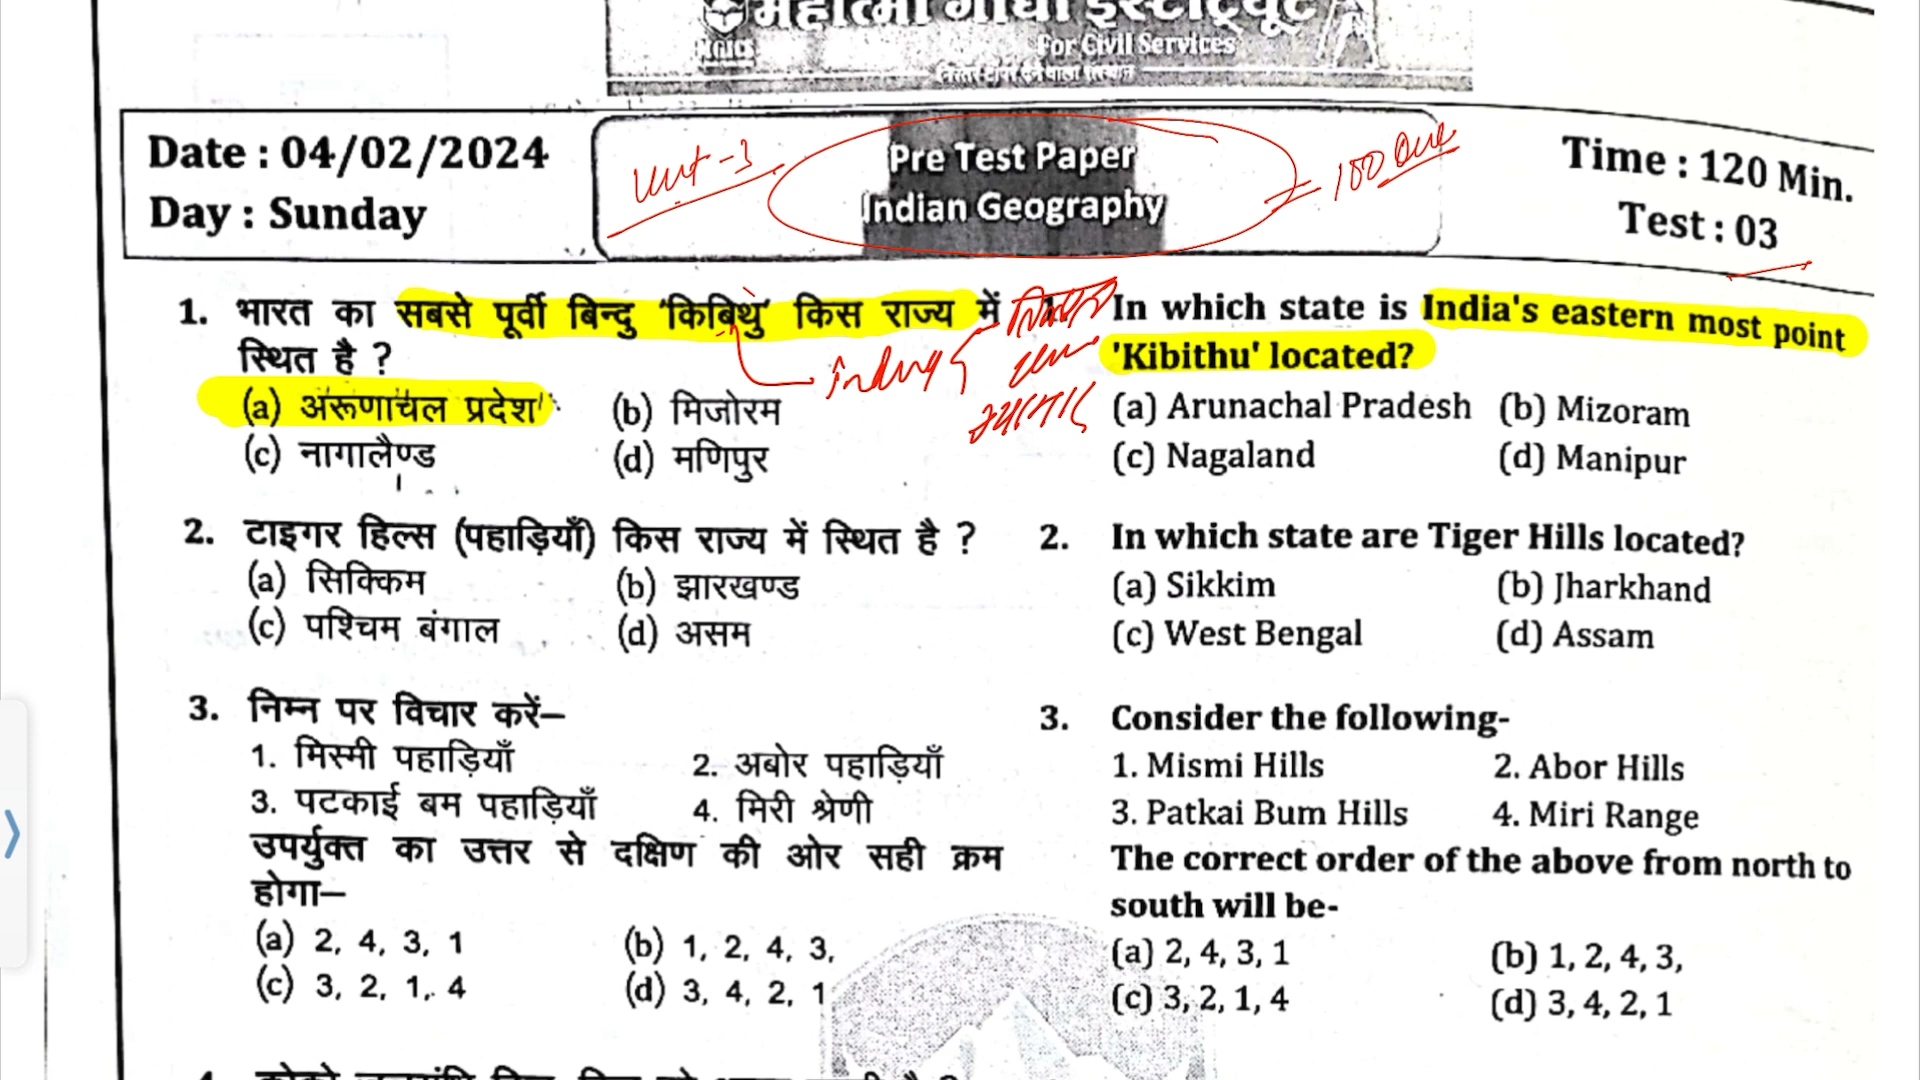 महात्मा गांधी इंस्टीट्यूट
For Civil Services
Date : 04/02/2024
Day : Sunday
Unit-3
Pre Test Paper
Indian Geography
= 100 Que
Time : 120 Min.
Test : 03
1. भारत का सबसे पूर्वी बिन्दु 'किबिथु' किस राज्य में
स्थित है ?
(a) अरूणाचल प्रदेश (b) मिजोरम
(c) नागालैण्ड (d) मणिपुर
2. टाइगर हिल्स (पहाड़ियाँ) किस राज्य में स्थित है ?
(a) सिक्किम (b) झारखण्ड
(c) पश्चिम बंगाल (d) असम
3. निम्न पर विचार करें–
1. मिस्मी पहाड़ियाँ 2. अबोर पहाड़ियाँ
3. पटकाई बम पहाड़ियाँ 4. मिरी श्रेणी
उपर्युक्त का उत्तर से दक्षिण की ओर सही क्रम
होगा–
(a) 2, 4, 3, 1 (b) 1, 2, 4, 3,
(c) 3, 2, 1, 4 (d) 3, 4, 2, 1
In which state is India's eastern most point
'Kibithu' located?
(a) Arunachal Pradesh (b) Mizoram
(c) Nagaland (d) Manipur
2. In which state are Tiger Hills located?
(a) Sikkim (b) Jharkhand
(c) West Bengal (d) Assam
3. Consider the following-
1. Mismi Hills 2. Abor Hills
3. Patkai Bum Hills 4. Miri Range
The correct order of the above from north to
south will be-
(a) 2, 4, 3, 1 (b) 1, 2, 4, 3,
(c) 3, 2, 1, 4 (d) 3, 4, 2, 1